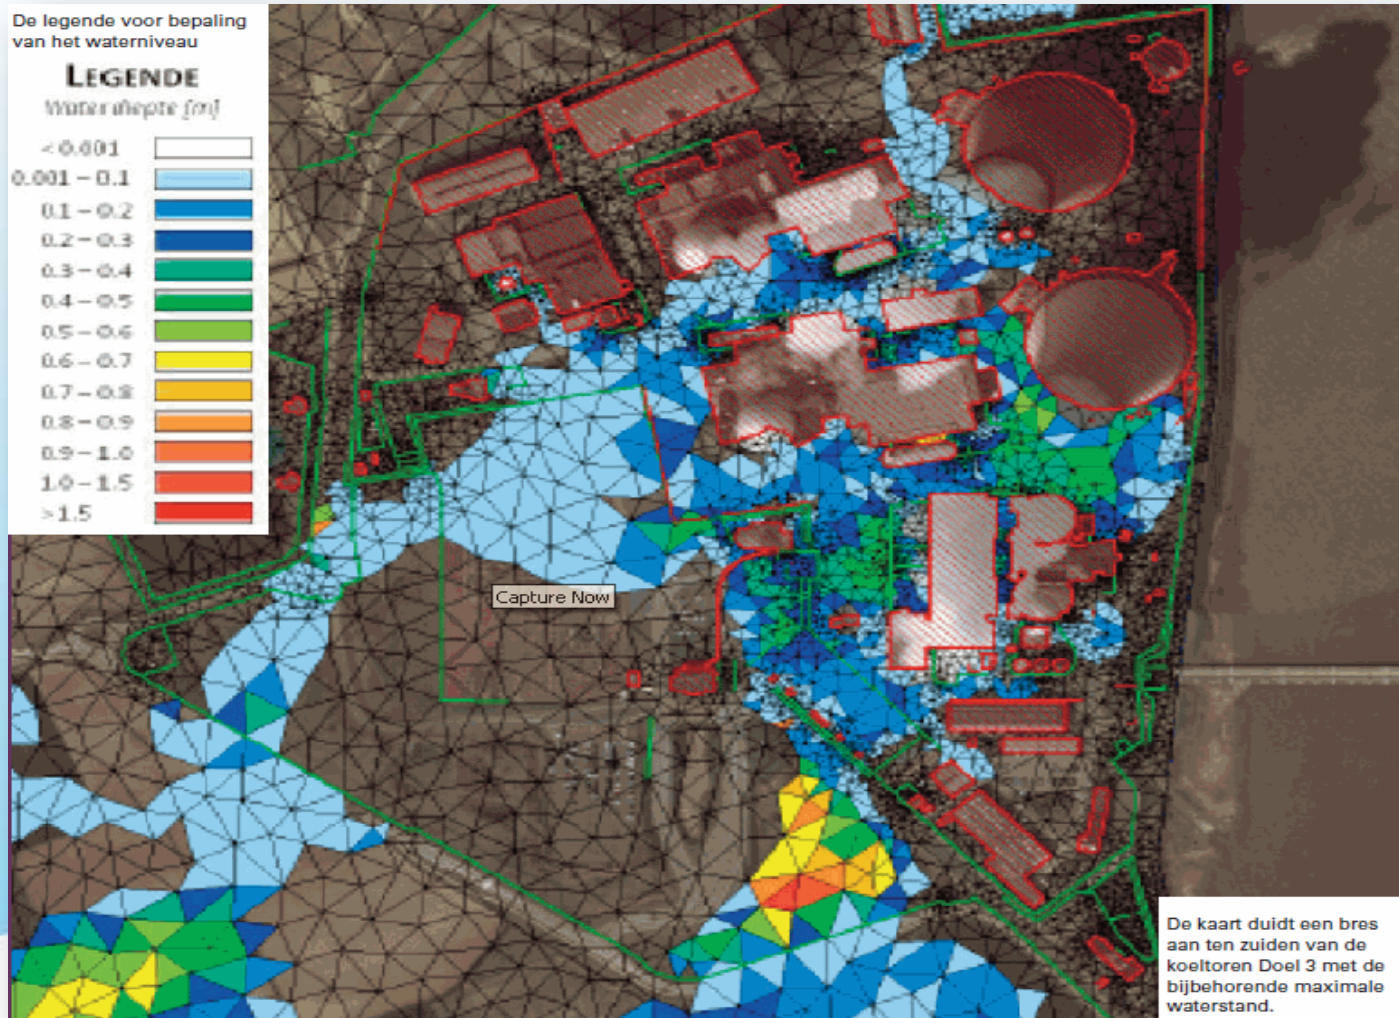 De legende voor bepaling
van het waterniveau
LEGENDE
Waterdiepte [m]
< 0.001
0.001 – 0.1
0.1 – 0.2
0.2 – 0.3
0.3 – 0.4
0.4 – 0.5
0.5 – 0.6
0.6 – 0.7
0.7 – 0.8
0.8 – 0.9
0.9 – 1.0
1.0 – 1.5
> 1.5
Capture Now
De kaart duidt een bres
aan ten zuiden van de
koeltoren Doel 3 met de
bijbehorende maximale
waterstand.